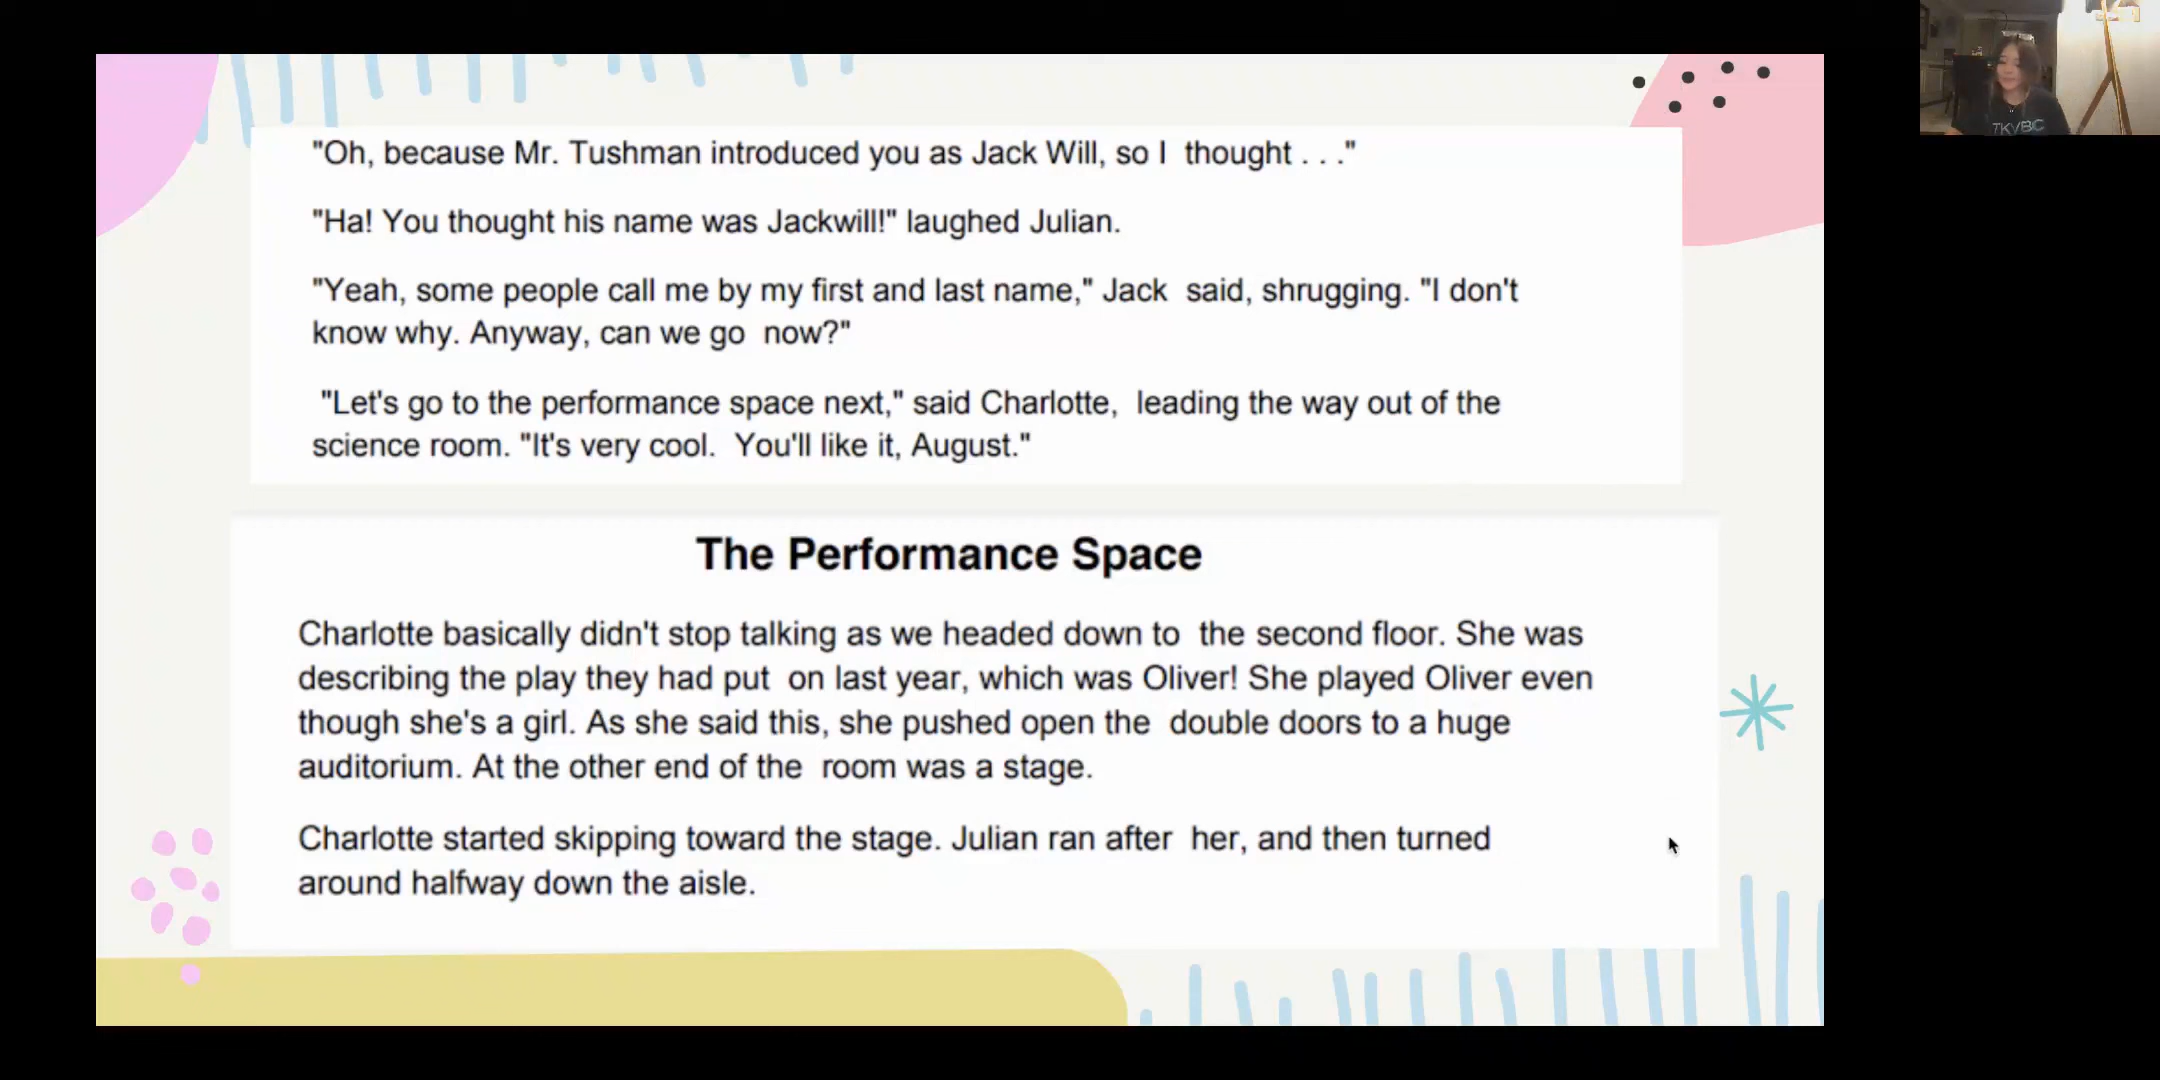 "Oh, because Mr. Tushman introduced you as Jack Will, so I thought . . ."
"Ha! You thought his name was Jackwill!" laughed Julian.
"Yeah, some people call me by my first and last name," Jack said, shrugging. "I don't
know why. Anyway, can we go now?"
"Let's go to the performance space next," said Charlotte, leading the way out of the
science room. "It's very cool. You'll like it, August."
The Performance Space
Charlotte basically didn't stop talking as we headed down to the second floor. She was
describing the play they had put on last year, which was Oliver! She played Oliver even
though she's a girl. As she said this, she pushed open the double doors to a huge
auditorium. At the other end of the room was a stage.
Charlotte started skipping toward the stage. Julian ran after her, and then turned
around halfway down the aisle.